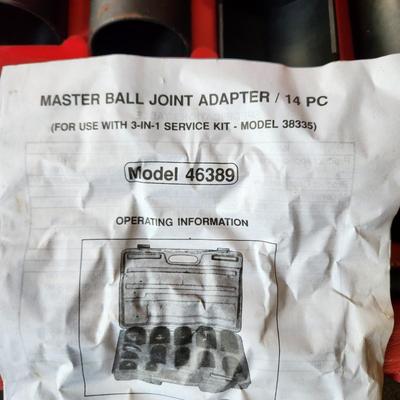 MASTER BALL JOINT ADAPTER / 14 PC
(FOR USE WITH 3-IN-1 SERVICE KIT - MODEL 38335)
Model 46389
OPERATING INFORMATION